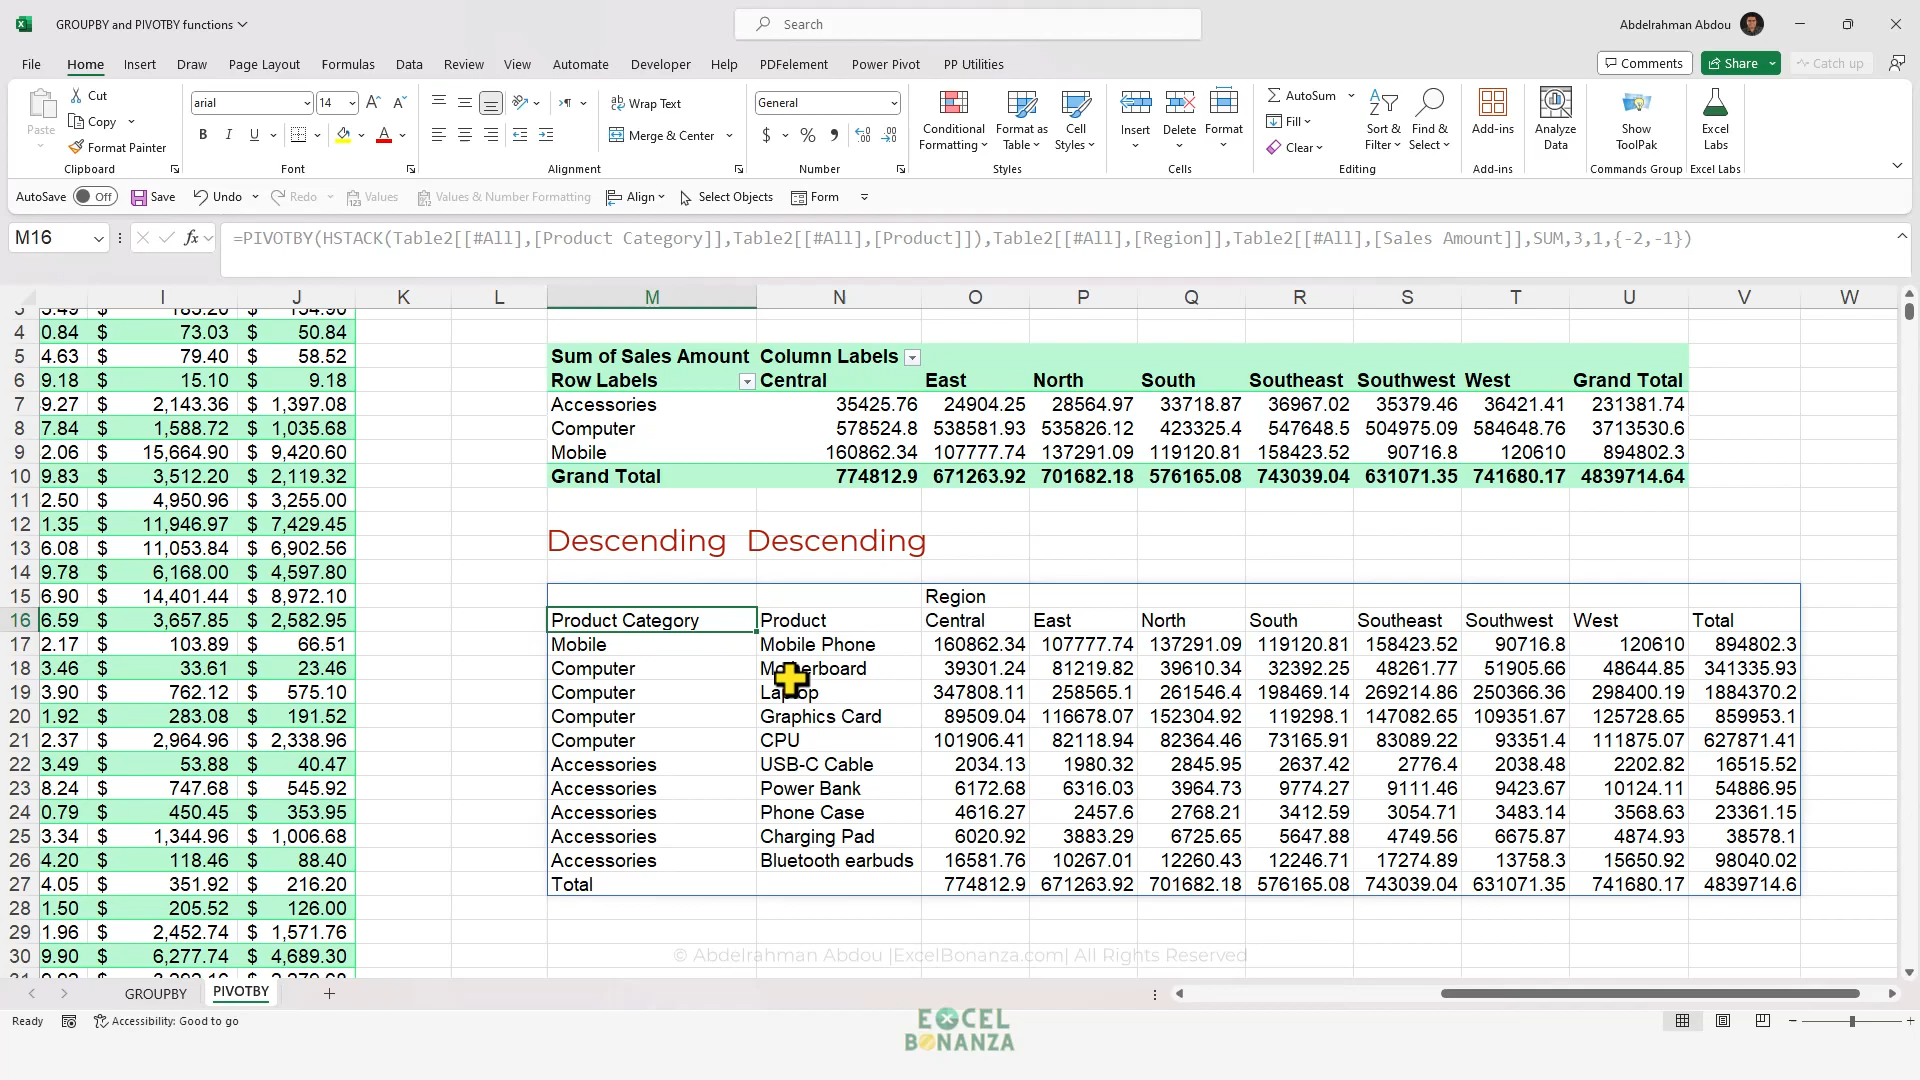 GROUPBY and PIVOTBY functions
Search
Abdelrahman Abdou
File Home Insert Draw Page Layout Formulas Data Review View Automate Developer Help PDFelement Power Pivot PP Utilities
Comments Share Catch up
Paste Cut Copy Format Painter
arial 14
B I U
Wrap Text
Merge & Center
General
$ %
Conditional Formatting Format as Table Cell Styles
Insert Delete Format
AutoSum
Fill
Clear
Sort & Filter Find & Select
Add-ins
Analyze Data
Show ToolPak
Excel Labs
Clipboard Font Alignment Number Styles Cells Editing Add-ins Commands Group Excel Labs
AutoSave Off Save Undo Redo Values Values & Number Formatting Align Select Objects Form
M16 fx =PIVOTBY(HSTACK(Table2[[#All],[Product Category]],Table2[[#All],[Product]]),Table2[[#All],[Region]],Table2[[#All],[Sales Amount]],SUM,3,1,{-2,-1})
I J K L M N O P Q R S T U V W
4 0.84 $ 73.03 $ 50.84
5 4.63 $ 79.40 $ 58.52 Sum of Sales Amount Column Labels
6 9.18 $ 15.10 $ 9.18 Row Labels Central East North South Southeast Southwest West Grand Total
7 9.27 $ 2,143.36 $ 1,397.08 Accessories 35425.76 24904.25 28564.97 33718.87 36967.02 35379.46 36421.41 231381.74
8 7.84 $ 1,588.72 $ 1,035.68 Computer 578524.8 538581.93 535826.12 423325.4 547648.5 504975.09 584648.76 3713530.6
9 2.06 $ 15,664.90 $ 9,420.60 Mobile 160862.34 107777.74 137291.09 119120.81 158423.52 90716.8 120610 894802.3
10 9.83 $ 3,512.20 $ 2,119.32 Grand Total 774812.9 671263.92 701682.18 576165.08 743039.04 631071.35 741680.17 4839714.64
11 2.50 $ 4,950.96 $ 3,255.00
12 1.35 $ 11,946.97 $ 7,429.45
Descending Descending
13 6.08 $ 11,053.84 $ 6,902.56
14 9.78 $ 6,168.00 $ 4,597.80
15 6.90 $ 14,401.44 $ 8,972.10 Region
16 6.59 $ 3,657.85 $ 2,582.95 Product Category Product Central East North South Southeast Southwest West Total
17 2.17 $ 103.89 $ 66.51 Mobile Mobile Phone 160862.34 107777.74 137291.09 119120.81 158423.52 90716.8 120610 894802.3
18 3.46 $ 33.61 $ 23.46 Computer Motherboard 39301.24 81219.82 39610.34 32392.25 48261.77 51905.66 48644.85 341335.93
19 3.90 $ 762.12 $ 575.10 Computer Laptop 347808.11 258565.1 261546.4 198469.14 269214.86 250366.36 298400.19 1884370.2
20 1.92 $ 283.08 $ 191.52 Computer Graphics Card 89509.04 116678.07 152304.92 119298.1 147082.65 109351.67 125728.65 859953.1
21 2.37 $ 2,964.96 $ 2,338.96 Computer CPU 101906.41 82118.94 82364.46 73165.91 83089.22 93351.4 111875.07 627871.41
22 3.49 $ 53.88 $ 40.47 Accessories USB-C Cable 2034.13 1980.32 2845.95 2637.42 2776.4 2038.48 2202.82 16515.52
23 8.24 $ 747.68 $ 545.92 Accessories Power Bank 6172.68 6316.03 3964.73 9774.27 9111.46 9423.67 10124.11 54886.95
24 0.79 $ 450.45 $ 353.95 Accessories Phone Case 4616.27 2457.6 2768.21 3412.59 3054.71 3483.14 3568.63 23361.15
25 3.34 $ 1,344.96 $ 1,006.68 Accessories Charging Pad 6020.92 3883.29 6725.65 5647.88 4749.56 6675.87 4874.93 38578.1
26 4.20 $ 118.46 $ 88.40 Accessories Bluetooth earbuds 16581.76 10267.01 12260.43 12246.71 17274.89 13758.3 15650.92 98040.02
27 4.05 $ 351.92 $ 216.20 Total 774812.9 671263.92 701682.18 576165.08 743039.04 631071.35 741680.17 4839714.6
28 1.50 $ 205.52 $ 126.00
29 1.96 $ 2,452.74 $ 1,571.76
30 9.90 $ 6,277.74 $ 4,689.30
© Abdelrahman Abdou |ExcelBonanza.com| All Rights Reserved
GROUPBY PIVOTBY
Ready Accessibility: Good to go
EXCEL
BONANZA